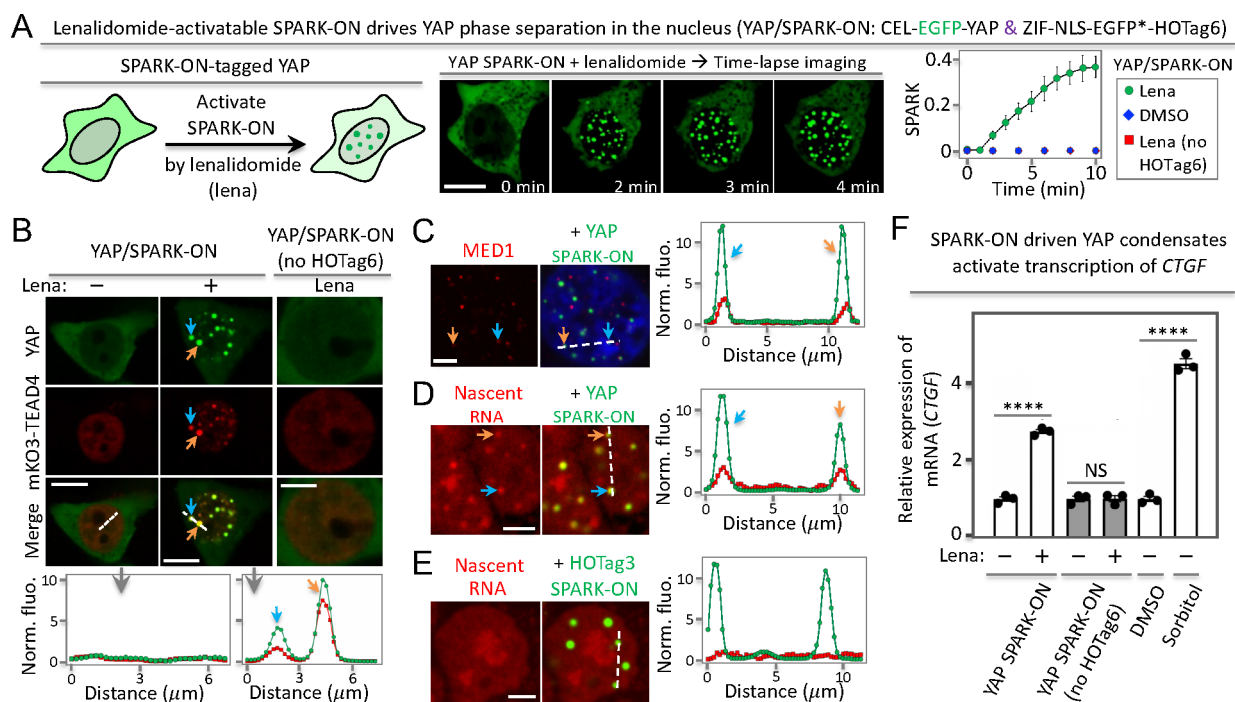 A
Lenalidomide-activatable SPARK-ON drives YAP phase separation in the nucleus (YAP/SPARK-ON: CEL-EGFP-YAP & ZIF-NLS-EGFP*-HOTag6)
SPARK-ON-tagged YAP
Activate
SPARK-ON
by lenalidomide
(lena)
YAP SPARK-ON + lenalidomide → Time-lapse imaging
0 min
2 min
3 min
4 min
SPARK
0.4
0.2
0
0
5
10
Time (min)
YAP/SPARK-ON
Lena
DMSO
Lena (no
HOTag6)
B
YAP/SPARK-ON
YAP/SPARK-ON
(no HOTag6)
Lena:
−
+
Lena
YAP
mKO3-TEAD4
Merge
Norm. fluo.
10
5
0
0
3
6
Distance (μm)
0
3
6
Distance (μm)
C
MED1
+ YAP
SPARK-ON
Norm. fluo.
10
5
0
0
5
10
Distance (μm)
D
Nascent
RNA
+ YAP
SPARK-ON
Norm. fluo.
10
5
0
0
5
10
Distance (μm)
E
Nascent
RNA
+ HOTag3
SPARK-ON
Norm. fluo.
10
5
0
0
5
10
Distance (μm)
F
SPARK-ON driven YAP condensates
activate transcription of CTGF
Relative expression of
mRNA (CTGF)
4
2
0
****
NS
****
Lena:
−
+
−
+
−
−
YAP SPARK-ON
YAP SPARK-ON
(no HOTag6)
DMSO
Sorbitol